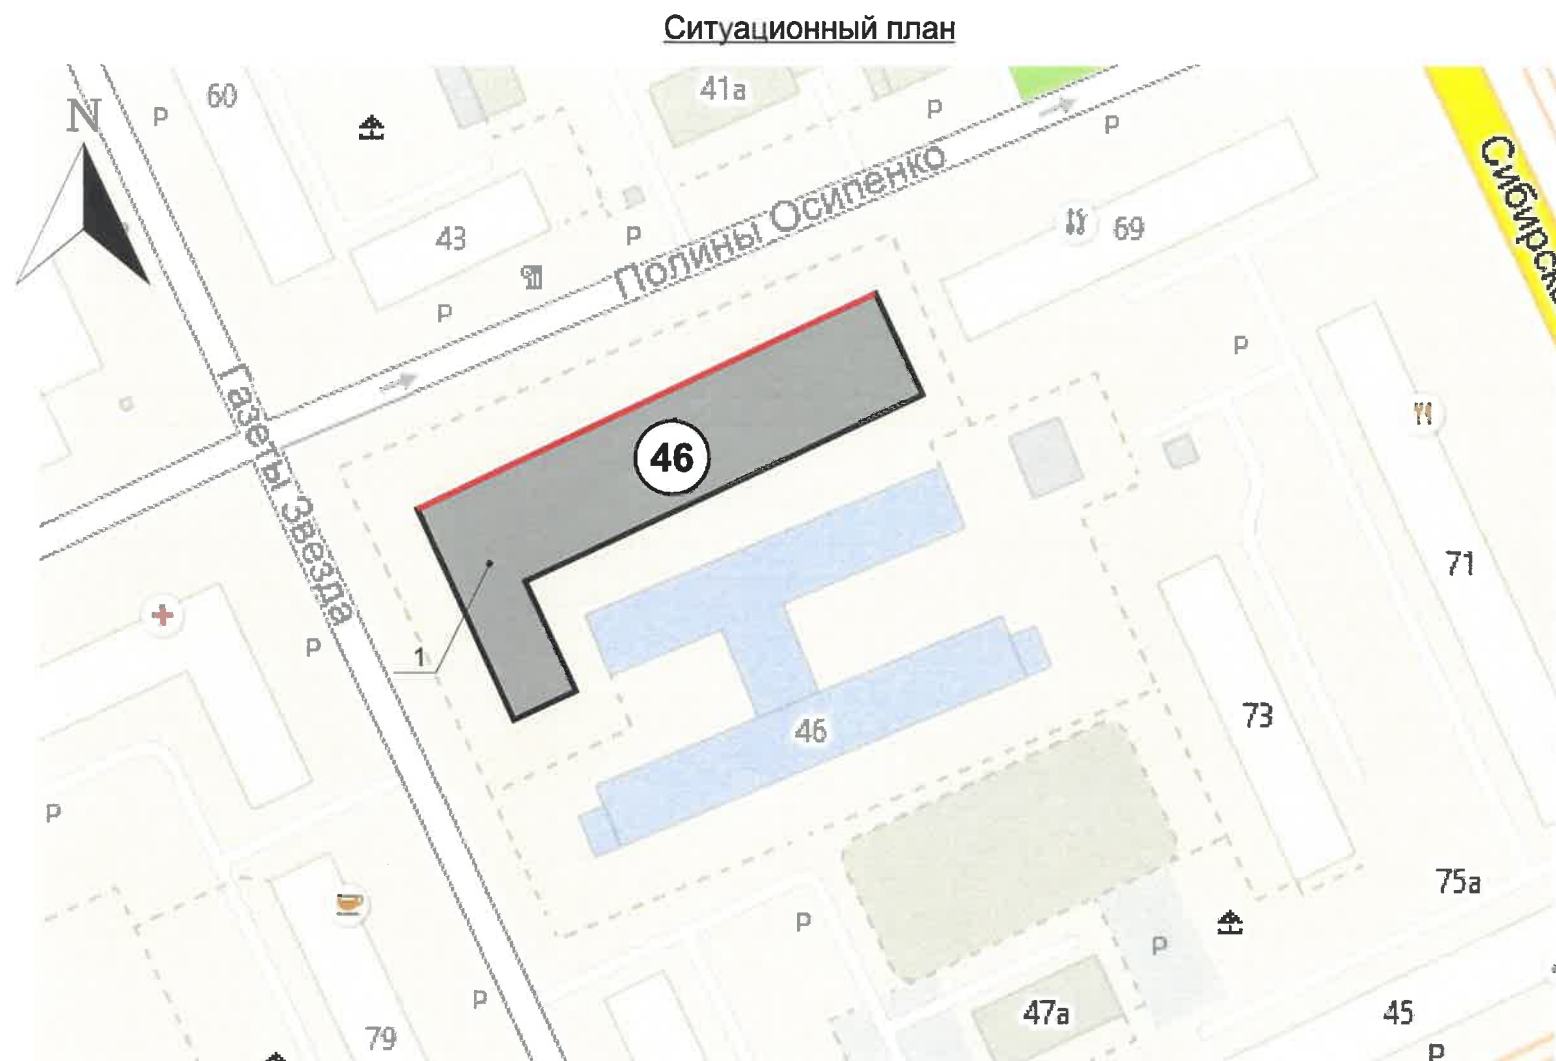 Ситуационный план
N
P
60
41а
P
P
Сибирск
Полины Осипенко
43
P
69
P
P
Газеты Звезда
46
71
P
1
73
46
P
75а
P
P
P
47а
45
79
P